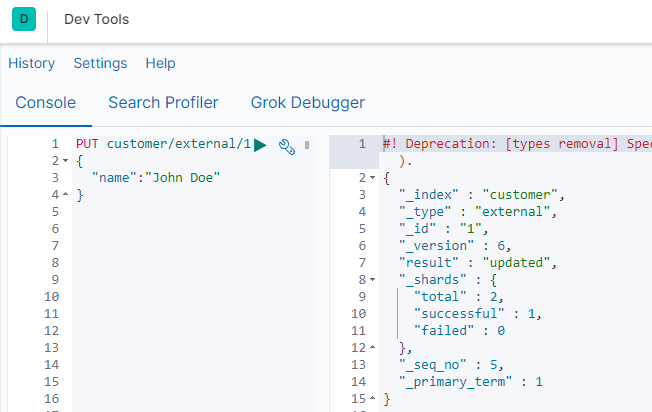 D Dev Tools
History Settings Help
Console Search Profiler Grok Debugger
1 PUT customer/external/1
2 {
3 "name":"John Doe"
4 }
5
6
7
8
9
10
11
12
13
14
15
16
17
1 #! Deprecation: [types removal] Spec
).
2 {
3 "_index" : "customer",
4 "_type" : "external",
5 "_id" : "1",
6 "_version" : 6,
7 "result" : "updated",
8 "_shards" : {
9 "total" : 2,
10 "successful" : 1,
11 "failed" : 0
12 },
13 "_seq_no" : 5,
14 "_primary_term" : 1
15 }